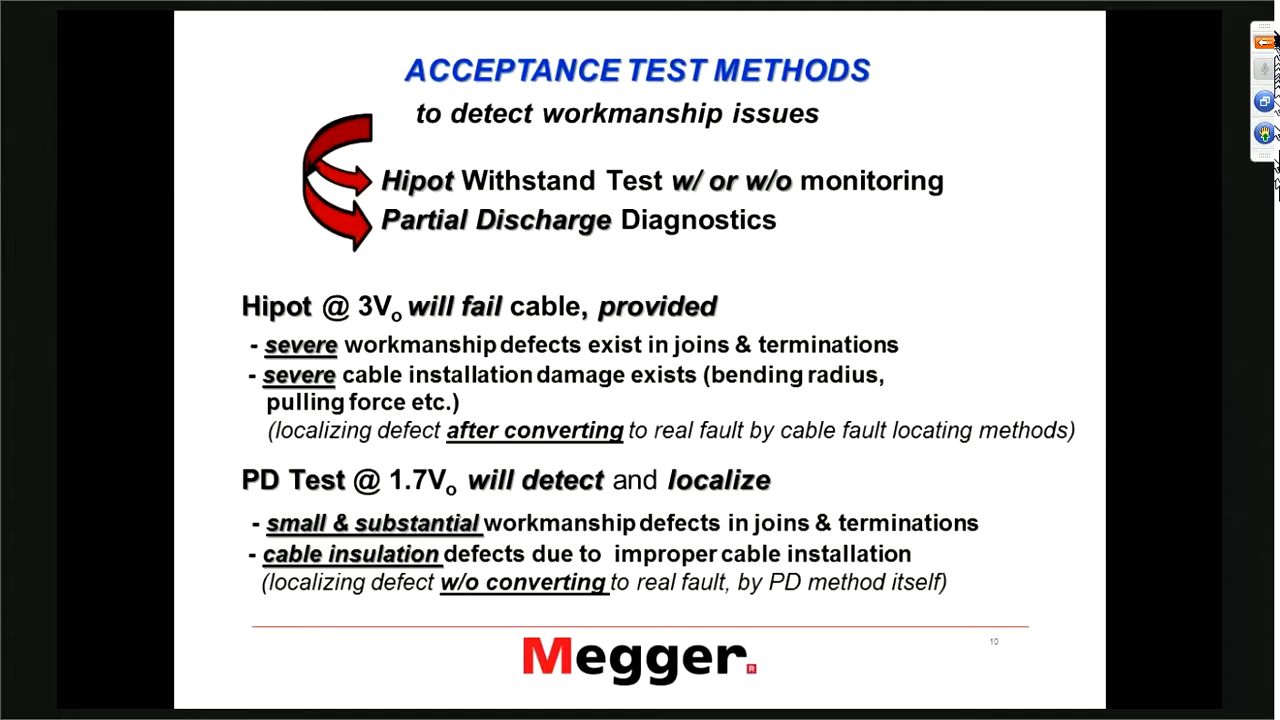 ACCEPTANCE TEST METHODS
to detect workmanship issues
Hipot Withstand Test w/ or w/o monitoring
Partial Discharge Diagnostics
Hipot @ 3Vo will fail cable, provided
- severe workmanship defects exist in joins & terminations
- severe cable installation damage exists (bending radius,
pulling force etc.)
(localizing defect after converting to real fault by cable fault locating methods)
PD Test @ 1.7Vo will detect and localize
- small & substantial workmanship defects in joins & terminations
- cable insulation defects due to improper cable installation
(localizing defect w/o converting to real fault, by PD method itself)
10
Megger.
R